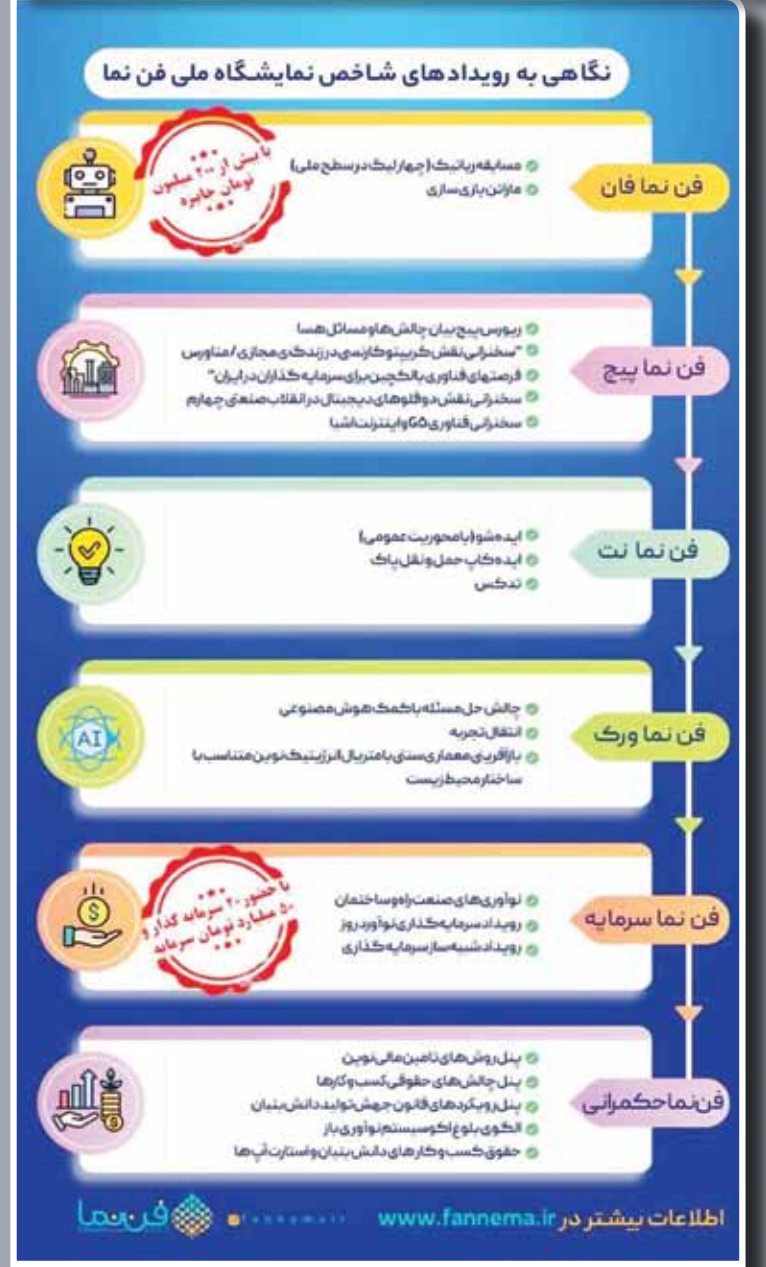 نگاهی به رویدادهای شاخص نمایشگاه ملی فن نما
فن نما فان
مسابقه رباتیک (چهار لیگ در سطح ملی)
ماراتن بازی سازی
با بیش از ۲۰۰ میلیون
تومان جایزه
فن نما پیچ
ریورس پیچ بیان چالش ها و مسائل هسا
"سخنرانی نقش کریپتوکارنسی در زندگی مجازی / متاورس
فرصتهای فناوری بلاکچین برای سرمایه گذاران در ایران"
سخنرانی نقش دوقلوهای دیجیتال در انقلاب صنعتی چهارم
سخنرانی فناوری 5G و اینترنت اشیا
فن نما نت
ایده شو (با محوریت عمومی)
ایده کاپ حمل و نقل پاک
تدکس
فن نما ورک
چالش حل مسئله با کمک هوش مصنوعی
انتقال تجربه
بازآفرینی معماری سنتی با متریال انرژیتیک نوین متناسب با
ساختار محیط زیست
AI
فن نما سرمایه
نوآوری های صنعت راه و ساختمان
رویداد سرمایه گذاری نوآورد روز
رویداد شبیه ساز سرمایه گذاری
با حضور ۲۰ سرمایه گذار و
۵۰ میلیارد تومان سرمایه
فن نما حکمرانی
پنل روش های تامین مالی نوین
پنل چالش های حقوقی کسب و کارها
پنل رویکردهای قانون جهش تولید دانش بنیان
الگوی بلوغ اکوسیستم نوآوری باز
حقوق کسب و کارهای دانش بنیان و استارت آپ ها
اطلاعات بیشتر در www.fannema.ir
فن نما